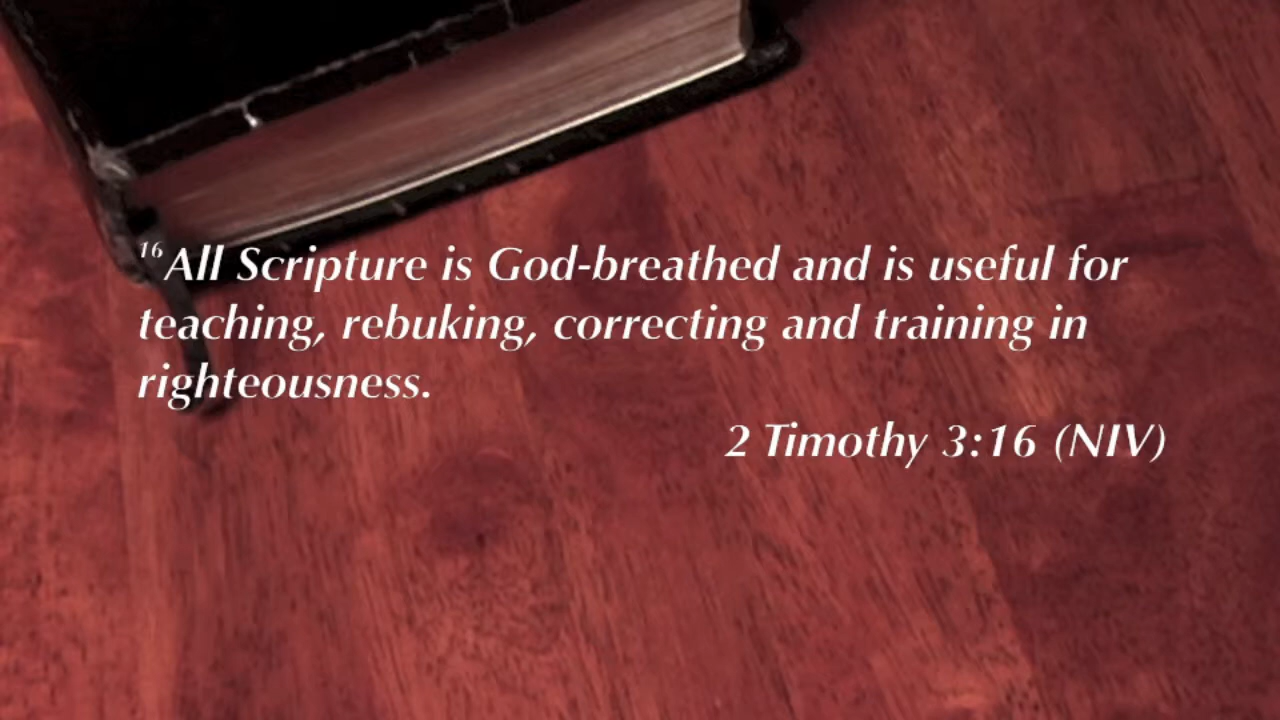 16All Scripture is God-breathed and is useful for
teaching, rebuking, correcting and training in
righteousness.
2 Timothy 3:16 (NIV)